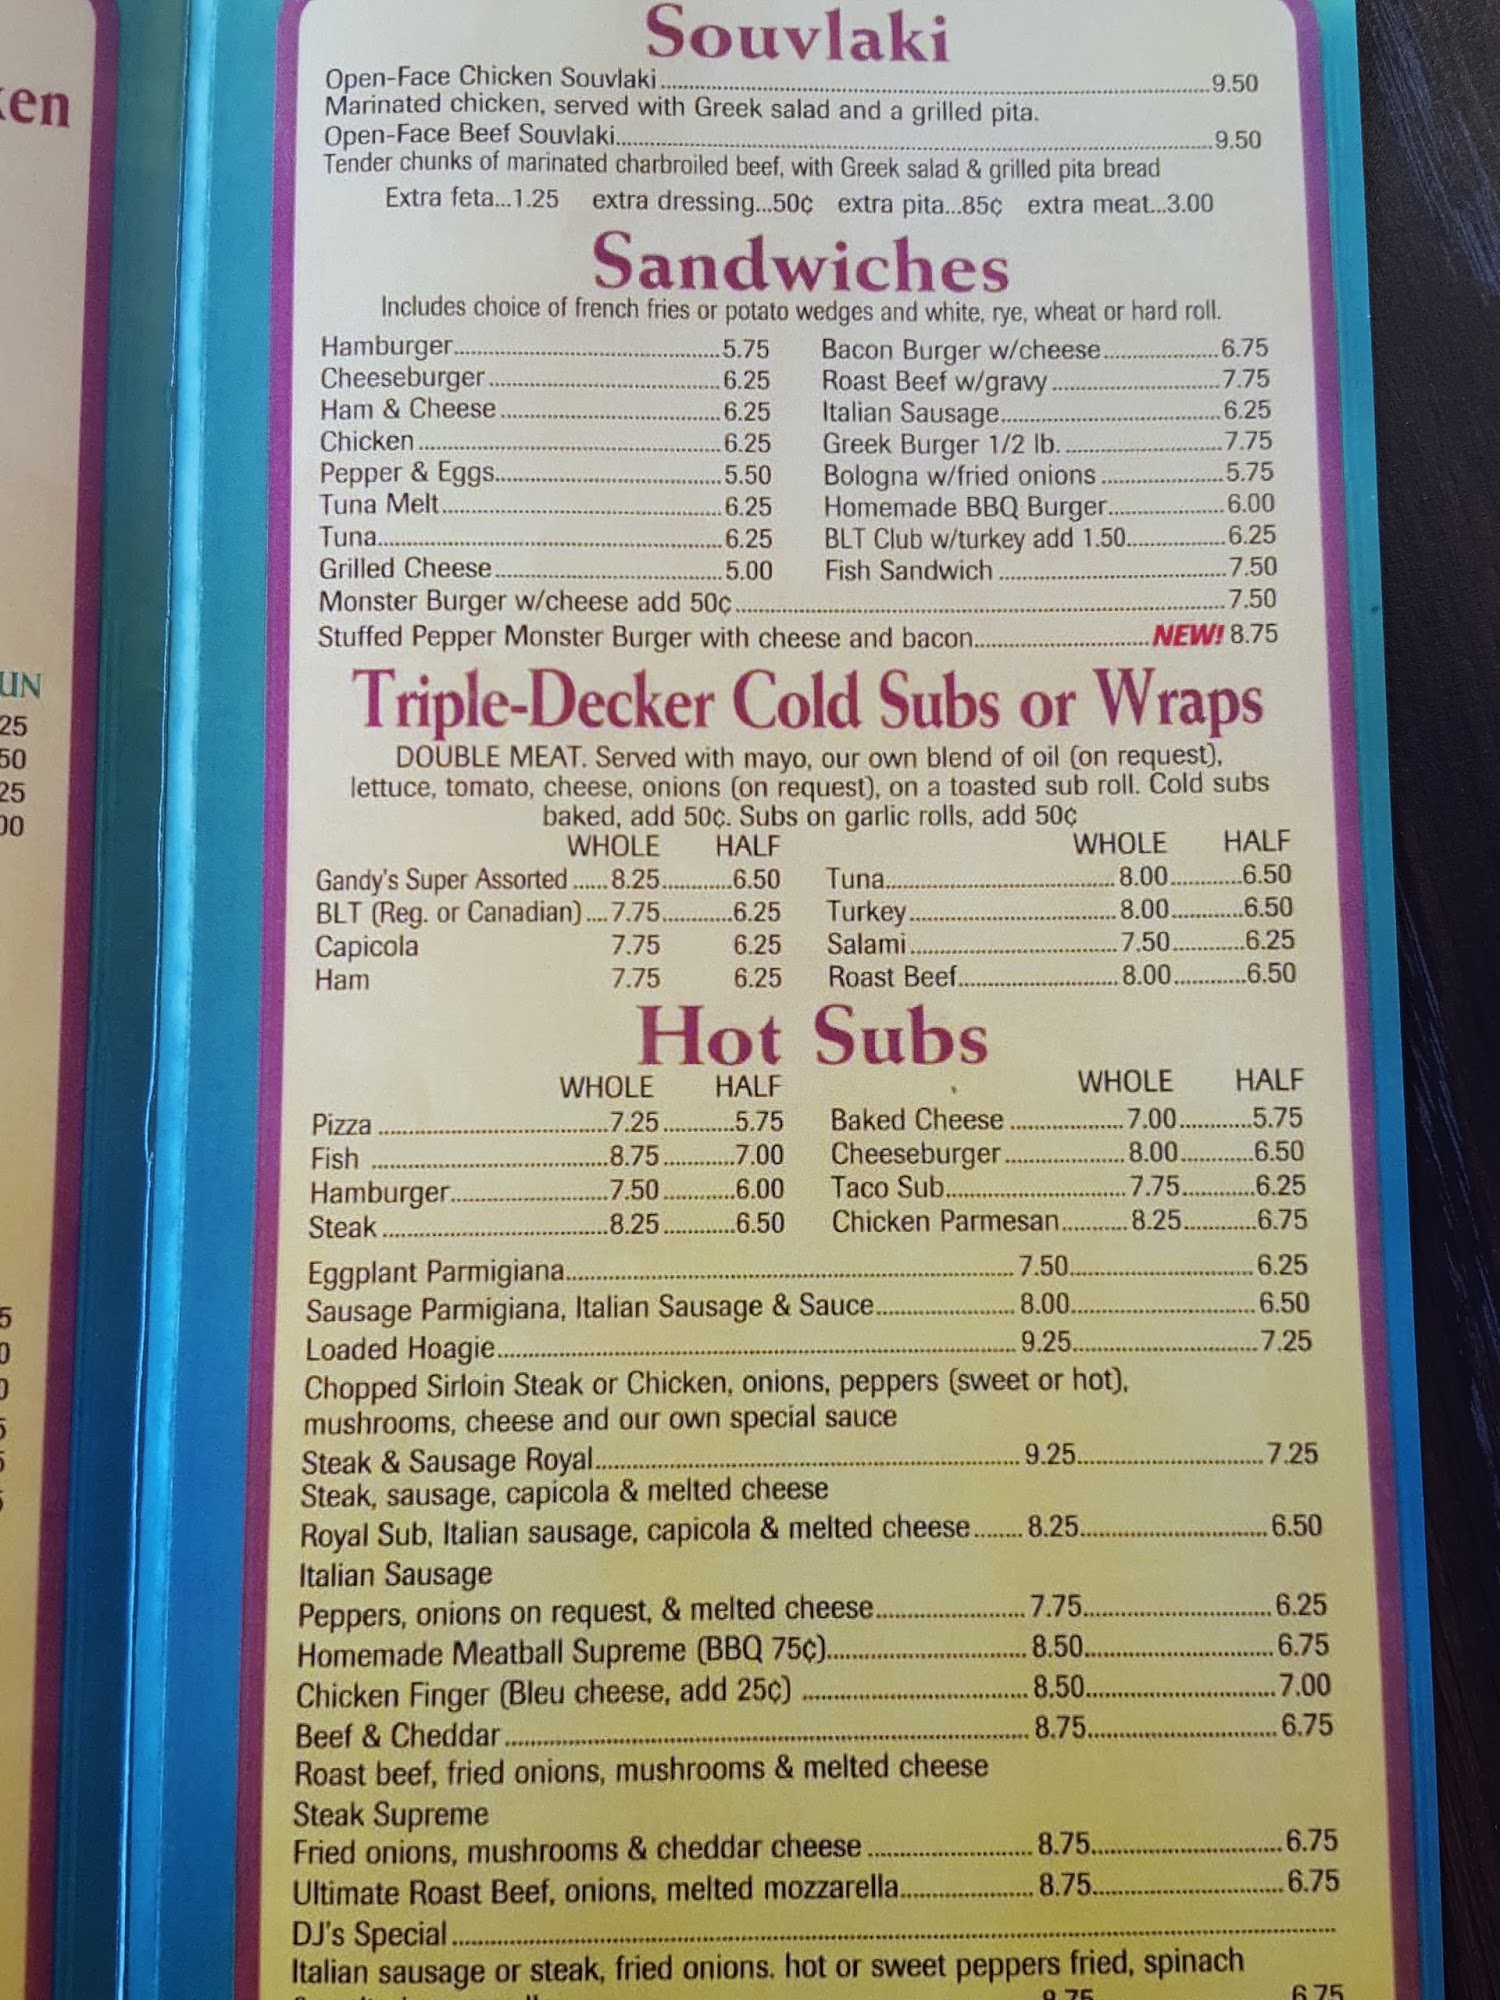 ken
UN
25
50
25
00
5
0
0
5
5
5
Souvlaki
Open-Face Chicken Souvlaki 9.50
Marinated chicken, served with Greek salad and a grilled pita.
Open-Face Beef Souvlaki 9.50
Tender chunks of marinated charbroiled beef, with Greek salad & grilled pita bread
Extra feta...1.25 extra dressing...50¢ extra pita...85¢ extra meat...3.00
Sandwiches
Includes choice of french fries or potato wedges and white, rye, wheat or hard roll.
Hamburger 5.75 Bacon Burger w/cheese 6.75
Cheeseburger 6.25 Roast Beef w/gravy 7.75
Ham & Cheese 6.25 Italian Sausage 6.25
Chicken 6.25 Greek Burger 1/2 lb. 7.75
Pepper & Eggs 5.50 Bologna w/fried onions 5.75
Tuna Melt 6.25 Homemade BBQ Burger 6.00
Tuna 6.25 BLT Club w/turkey add 1.50 6.25
Grilled Cheese 5.00 Fish Sandwich 7.50
Monster Burger w/cheese add 50¢ 7.50
Stuffed Pepper Monster Burger with cheese and bacon NEW! 8.75
Triple-Decker Cold Subs or Wraps
DOUBLE MEAT. Served with mayo, our own blend of oil (on request),
lettuce, tomato, cheese, onions (on request), on a toasted sub roll. Cold subs
baked, add 50¢. Subs on garlic rolls, add 50¢
WHOLE HALF WHOLE HALF
Gandy's Super Assorted 8.25 6.50 Tuna 8.00 6.50
BLT (Reg. or Canadian) 7.75 6.25 Turkey 8.00 6.50
Capicola 7.75 6.25 Salami 7.50 6.25
Ham 7.75 6.25 Roast Beef 8.00 6.50
Hot Subs
WHOLE HALF WHOLE HALF
Pizza 7.25 5.75 Baked Cheese 7.00 5.75
Fish 8.75 7.00 Cheeseburger 8.00 6.50
Hamburger 7.50 6.00 Taco Sub 7.75 6.25
Steak 8.25 6.50 Chicken Parmesan 8.25 6.75
Eggplant Parmigiana 7.50 6.25
Sausage Parmigiana, Italian Sausage & Sauce 8.00 6.50
Loaded Hoagie 9.25 7.25
Chopped Sirloin Steak or Chicken, onions, peppers (sweet or hot),
mushrooms, cheese and our own special sauce
Steak & Sausage Royal 9.25 7.25
Steak, sausage, capicola & melted cheese
Royal Sub, Italian sausage, capicola & melted cheese 8.25 6.50
Italian Sausage
Peppers, onions on request, & melted cheese 7.75 6.25
Homemade Meatball Supreme (BBQ 75¢) 8.50 6.75
Chicken Finger (Bleu cheese, add 25¢) 8.50 7.00
Beef & Cheddar 8.75 6.75
Roast beef, fried onions, mushrooms & melted cheese
Steak Supreme
Fried onions, mushrooms & cheddar cheese 8.75 6.75
Ultimate Roast Beef, onions, melted mozzarella 8.75 6.75
DJ's Special
Italian sausage or steak, fried onions. hot or sweet peppers fried, spinach
9.75 6.75